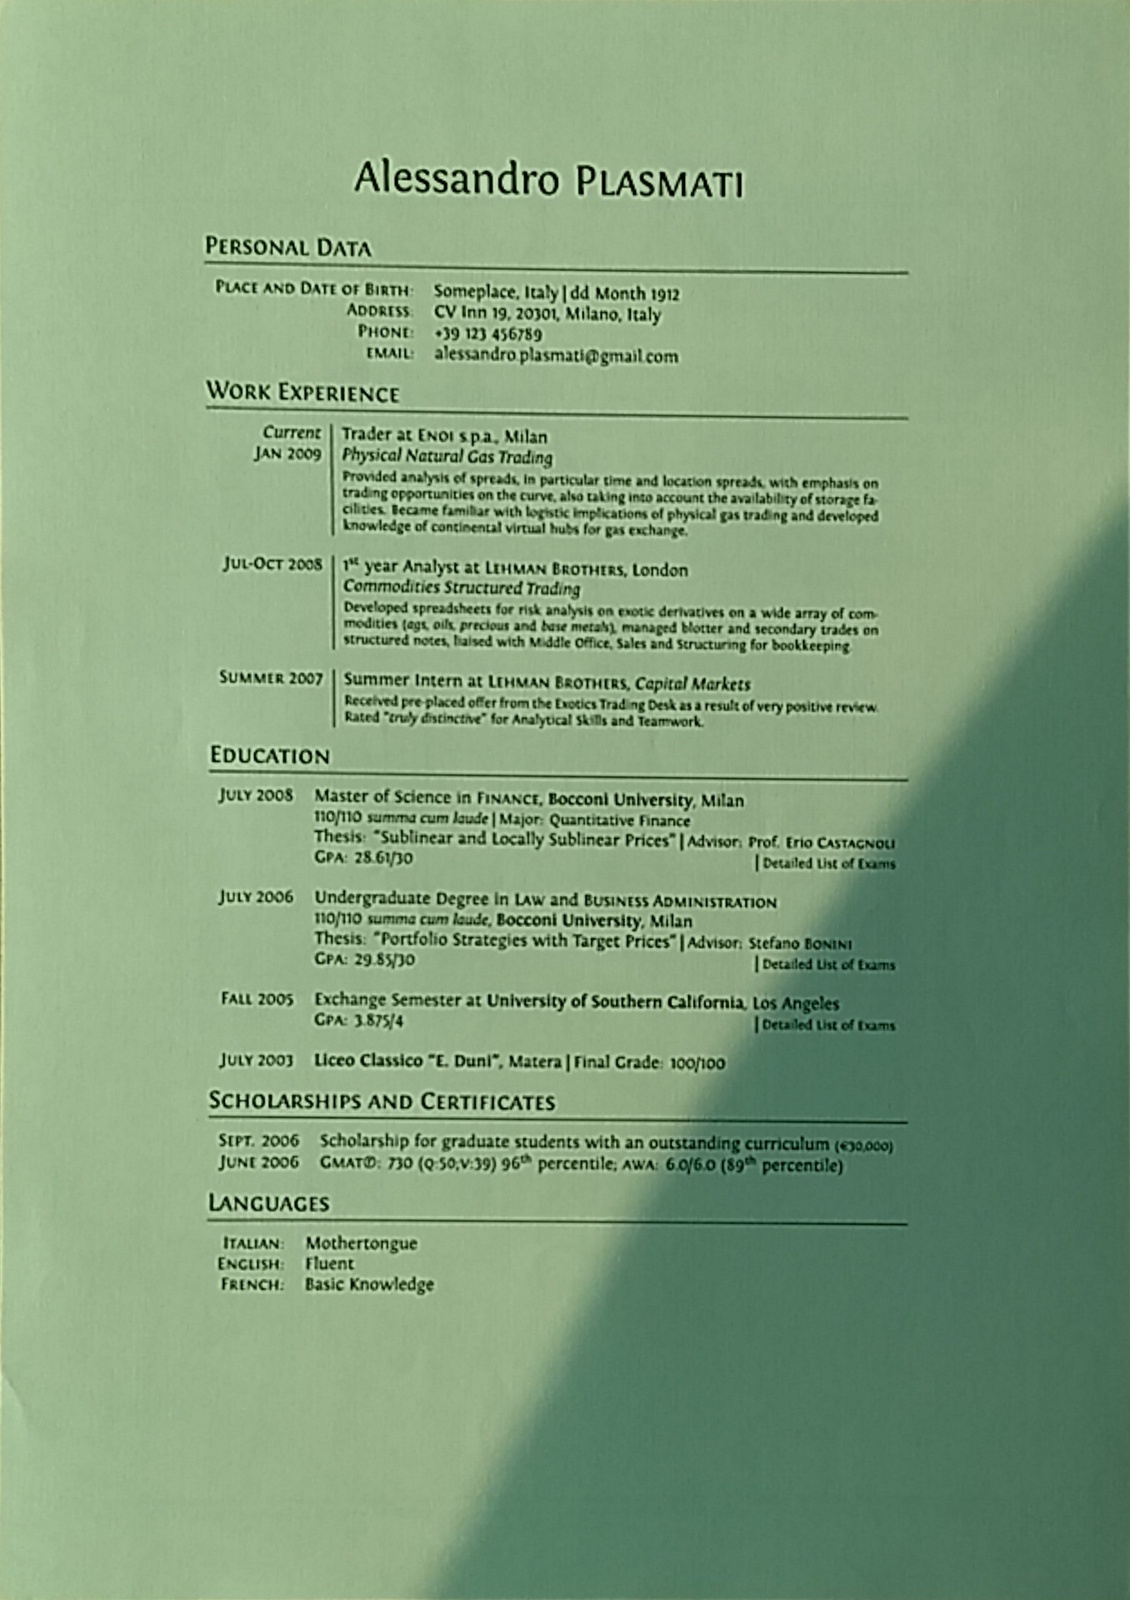 Alessandro PLASMATI
PERSONAL DATA
PLACE AND DATE OF BIRTH: Someplace, Italy | dd Month 1912
ADDRESS: CV Inn 19, 20301, Milano, Italy
PHONE: +39 123 456789
EMAIL: alessandro.plasmati@gmail.com
WORK EXPERIENCE
Current | Trader at ENOI s.p.a., Milan
JAN 2009 | Physical Natural Gas Trading
Provided analysis of spreads, in particular time and location spreads, with emphasis on
trading opportunities on the curve, also taking into account the availability of storage fa-
cilities. Became familiar with logistic implications of physical gas trading and developed
knowledge of continental virtual hubs for gas exchange.
JUL-OCT 2008 | 1st year Analyst at LEHMAN BROTHERS, London
Commodities Structured Trading
Developed spreadsheets for risk analysis on exotic derivatives on a wide array of com-
modities (ags, oils, precious and base metals), managed blotter and secondary trades on
structured notes, liaised with Middle Office, Sales and Structuring for bookkeeping.
SUMMER 2007 | Summer Intern at LEHMAN BROTHERS, Capital Markets
Received pre-placed offer from the Exotics Trading Desk as a result of very positive review.
Rated "truly distinctive" for Analytical Skills and Teamwork.
EDUCATION
JULY 2008 Master of Science in FINANCE, Bocconi University, Milan
110/110 summa cum laude | Major: Quantitative Finance
Thesis: "Sublinear and Locally Sublinear Prices" | Advisor: Prof. Erio CASTAGNOLI
GPA: 28.61/30 | Detailed List of Exams
JULY 2006 Undergraduate Degree in LAW and BUSINESS ADMINISTRATION
110/110 summa cum laude, Bocconi University, Milan
Thesis: "Portfolio Strategies with Target Prices" | Advisor: Stefano BONINI
GPA: 29.85/30 | Detailed List of Exams
FALL 2005 Exchange Semester at University of Southern California, Los Angeles
GPA: 3.875/4 | Detailed List of Exams
JULY 2003 Liceo Classico "E. Duni", Matera | Final Grade: 100/100
SCHOLARSHIPS AND CERTIFICATES
SEPT. 2006 Scholarship for graduate students with an outstanding curriculum (€30,000)
JUNE 2006 GMAT®: 730 (Q:50;V:39) 96th percentile; AWA: 6.0/6.0 (89th percentile)
LANGUAGES
ITALIAN: Mothertongue
ENGLISH: Fluent
FRENCH: Basic Knowledge